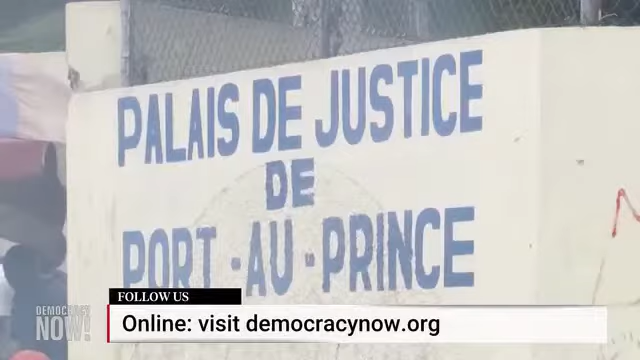 PALAIS DE JUSTICE
DE
PORT-AU-PRINCE
FOLLOW US
DEMOCRACY
NOW!
Online: visit democracynow.org